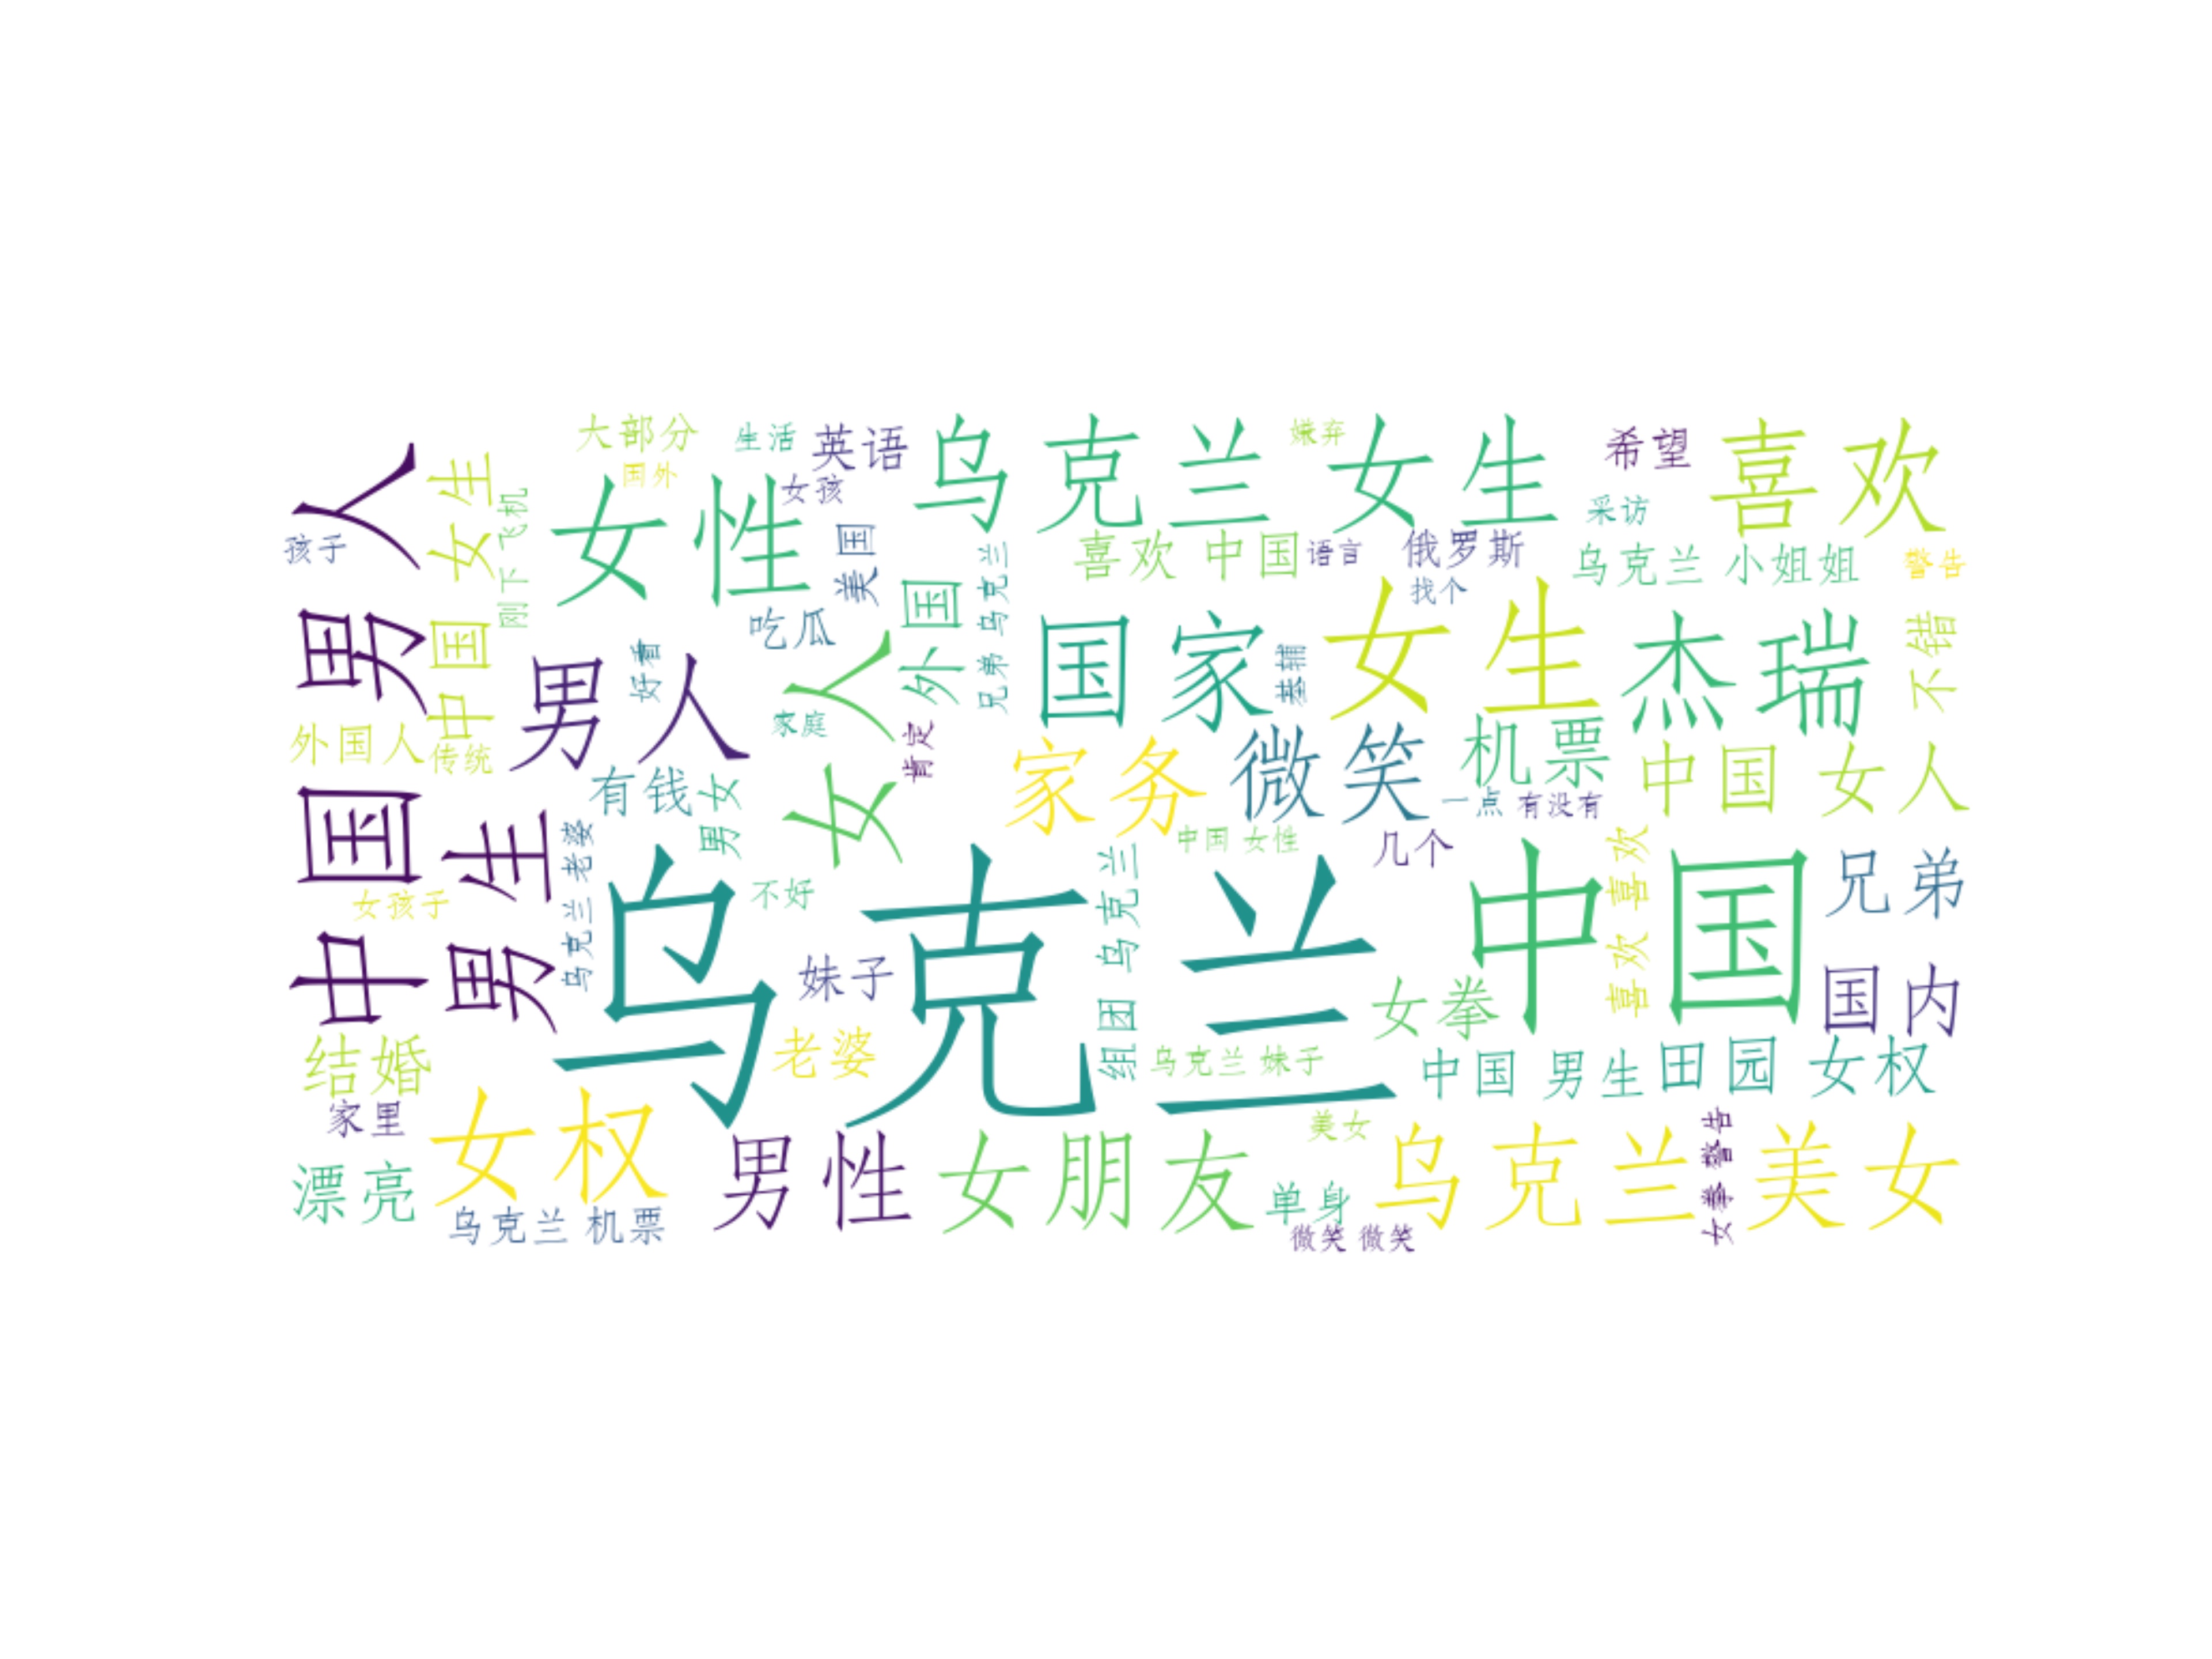 大部分
生活
英语
乌克兰 女生
嫌弃
希望
喜欢
国外
女孩
女性
采访
中国 男人
中国 女生
刚下 飞机
孩子
美国
喜欢 中国
语言
俄罗斯
乌克兰 小姐姐
警告
找个
吃瓜
外国
兄弟 乌克兰
国家
基辅
女生
杰瑞
不错
男人
好看
女人
家庭
肯定
外国人
传统
有钱
男女
家务
微笑
机票
中国 女人
一点
有没有
男生
乌克兰 老婆
中国 女性
几个
喜欢 喜欢
兄弟
女孩子
乌克兰
不好
组团 乌克兰
中国
妹子
女拳
国内
结婚
老婆
乌克兰 妹子
中国 男生
田园 女权
家里
女权
美女
女拳 警告
漂亮
乌克兰 机票
男性
女朋友
单身
乌克兰 美女
微笑 微笑